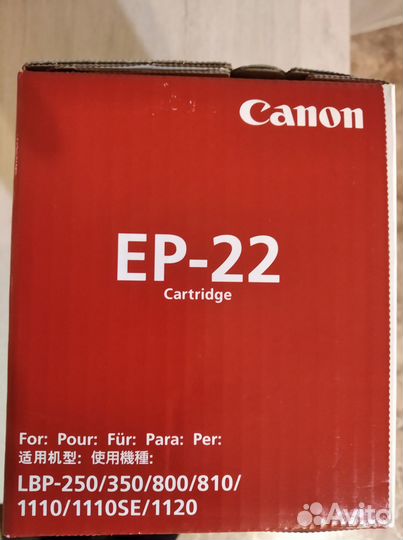 Canon
EP-22
Cartridge
For: Pour: Für: Para: Per:
适用机型: 使用機種:
LBP-250/350/800/810/
1110/1110SE/1120
Avito